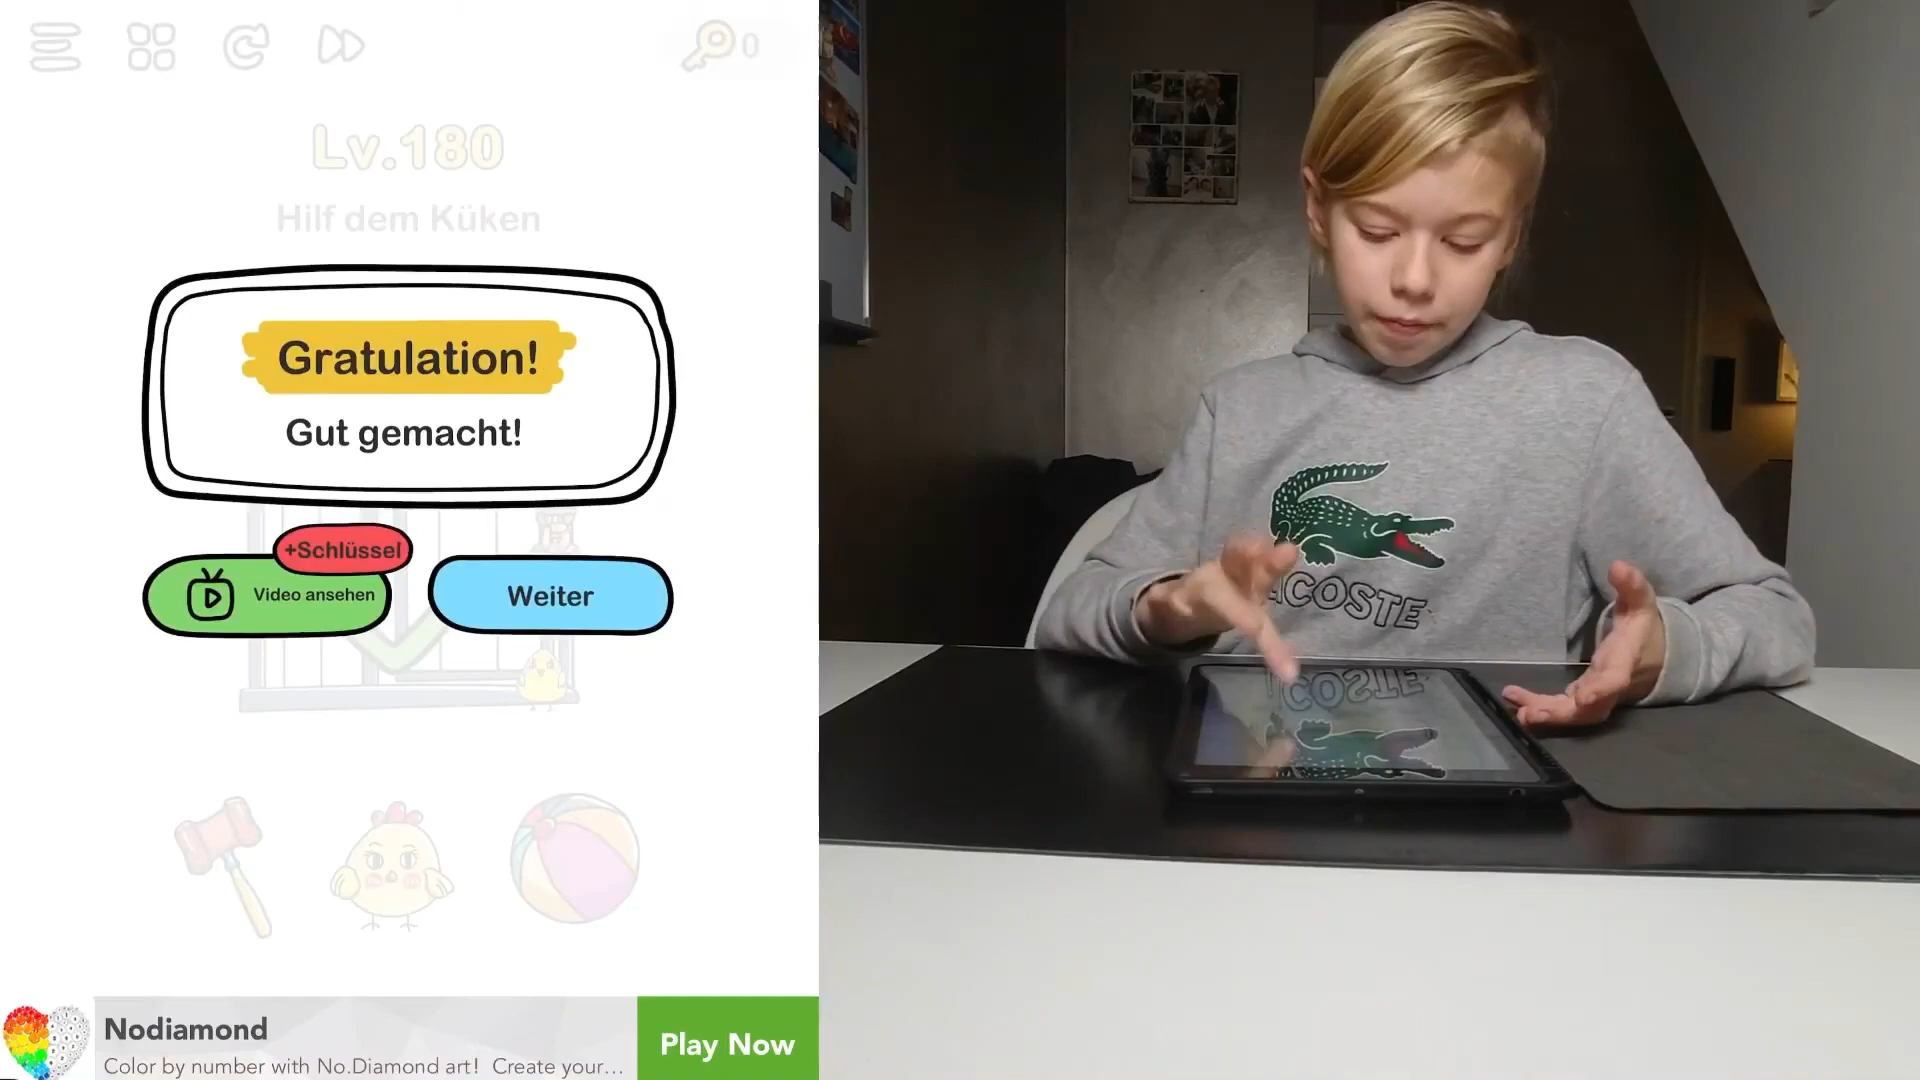 0
Lv.180
Hilf dem Küken
Gratulation!
Gut gemacht!
+Schlüssel
Video ansehen
Weiter
Nodiamond
Color by number with No.Diamond art! Create your...
Play Now
LACOSTE